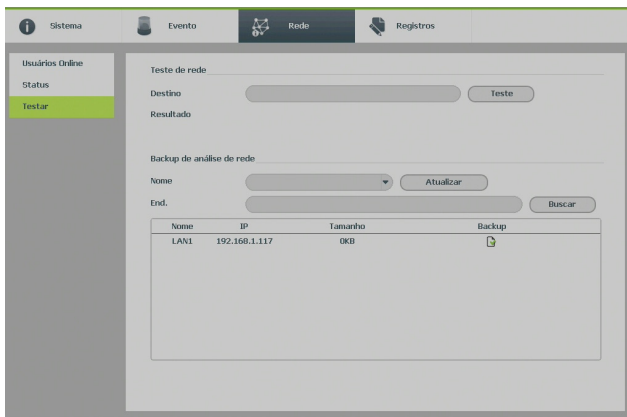 Sistema
Evento
Rede
Registros
Usuários Online
Status
Testar
Teste de rede
Destino
Teste
Resultado
Backup de análise de rede
Nome
Atualizar
End.
Buscar
Nome IP Tamanho Backup
LAN1 192.168.1.117 0KB